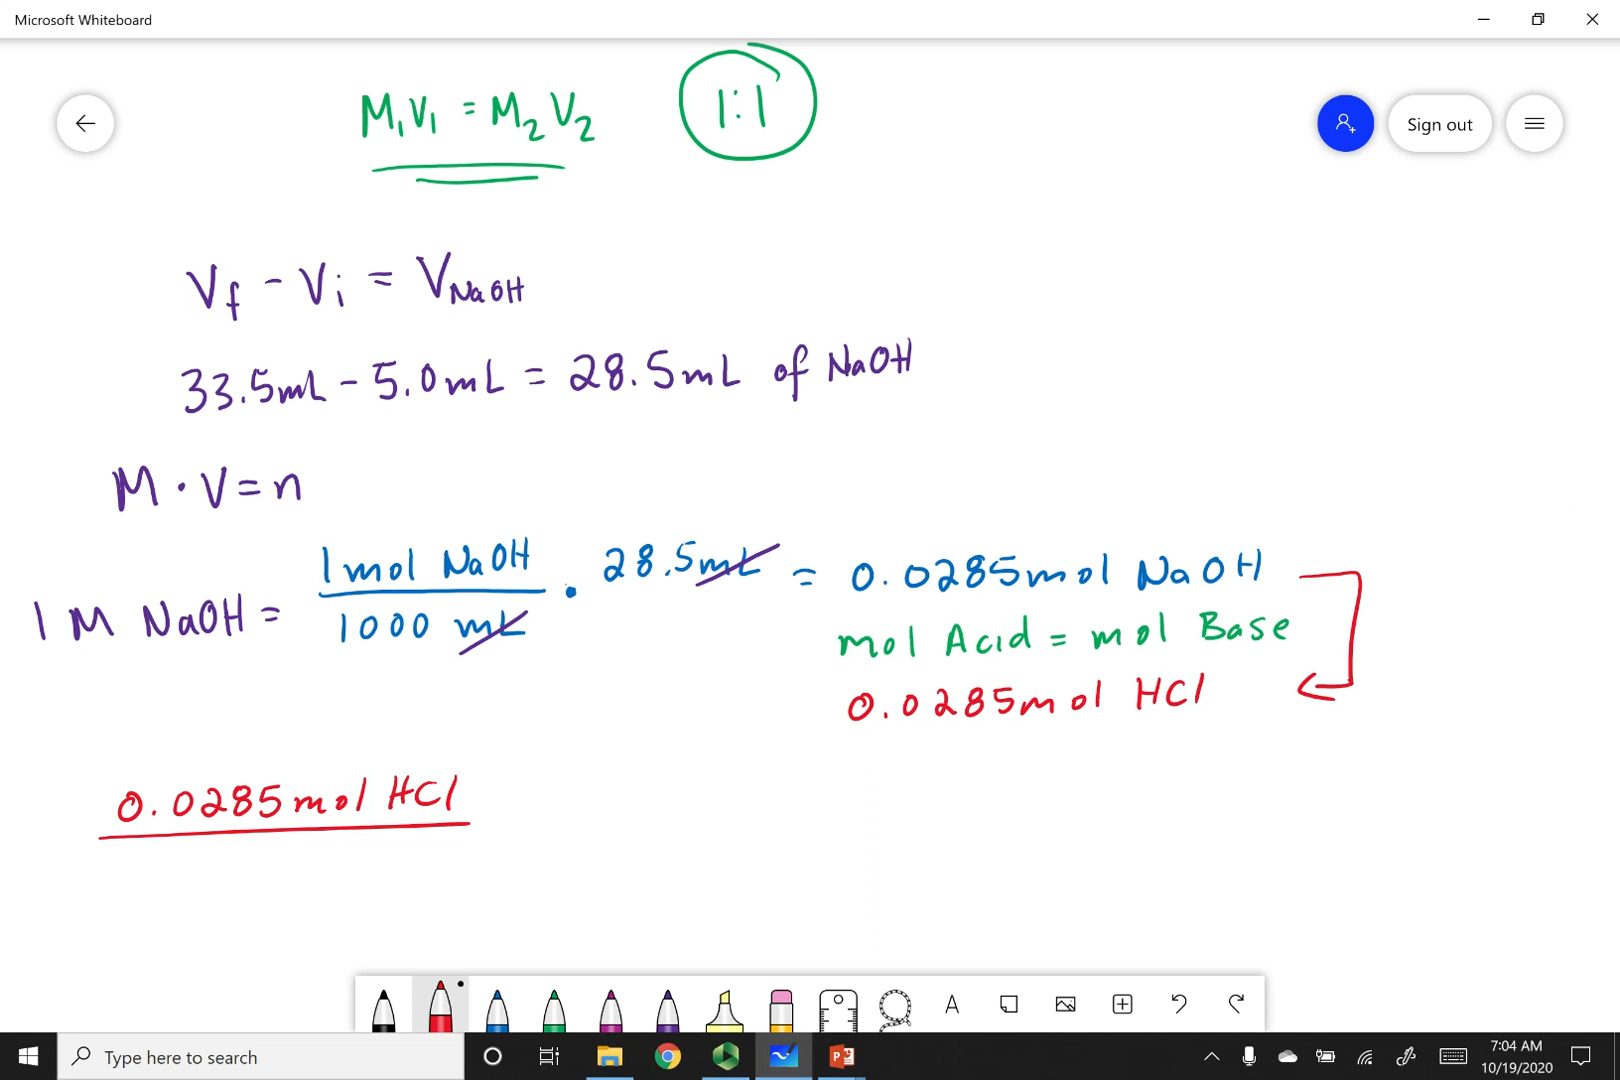 Microsoft Whiteboard
M₁V₁ = M₂V₂ 1:1
Sign out
Vf - Vi = VNaOH
33.5mL - 5.0mL = 28.5mL of NaOH
M · V = n
1 M NaOH = 1 mol NaOH / 1000 mL · 28.5mL = 0.0285mol NaOH
mol Acid = mol Base
0.0285mol HCl
0.0285mol HCl
A
Type here to search
7:04 AM
10/19/2020